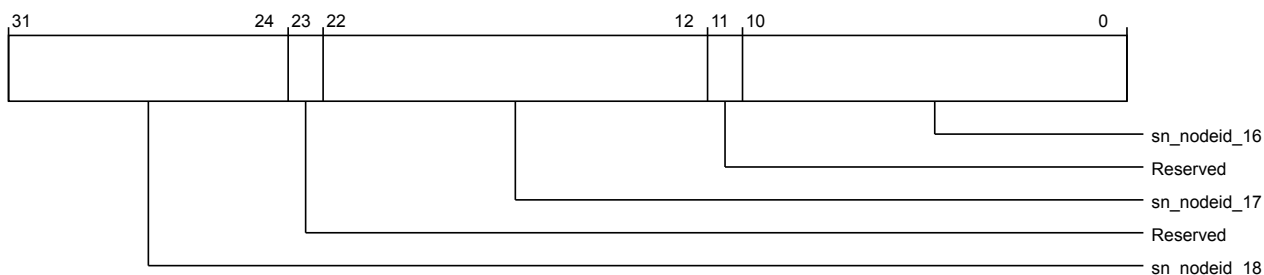 31 24 23 22 12 11 10 0
sn_nodeid_16
Reserved
sn_nodeid_17
Reserved
sn_nodeid_18